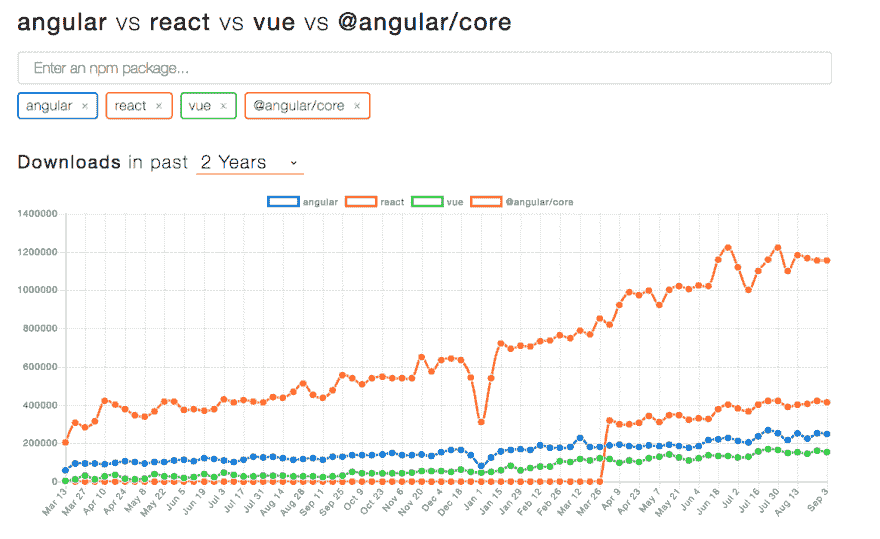 angular vs react vs vue vs @angular/core
Enter an npm package...
angular × react × vue × @angular/core ×
Downloads in past 2 Years
angular react vue @angular/core
1400000
1200000
1000000
800000
600000
400000
200000
0
Mar 13 Mar 27 Apr 10 Apr 24 May 8 May 22 Jun 5 Jun 19 Jul 3 Jul 17 Jul 31 Aug 14 Aug 28 Sep 11 Sep 25 Oct 9 Oct 23 Nov 6 Nov 20 Dec 4 Dec 18 Jan 1 Jan 15 Jan 29 Feb 12 Feb 26 Mar 12 Mar 26 Apr 9 Apr 23 May 7 May 21 Jun 4 Jun 18 Jul 2 Jul 16 Jul 30 Aug 13 Sep 3